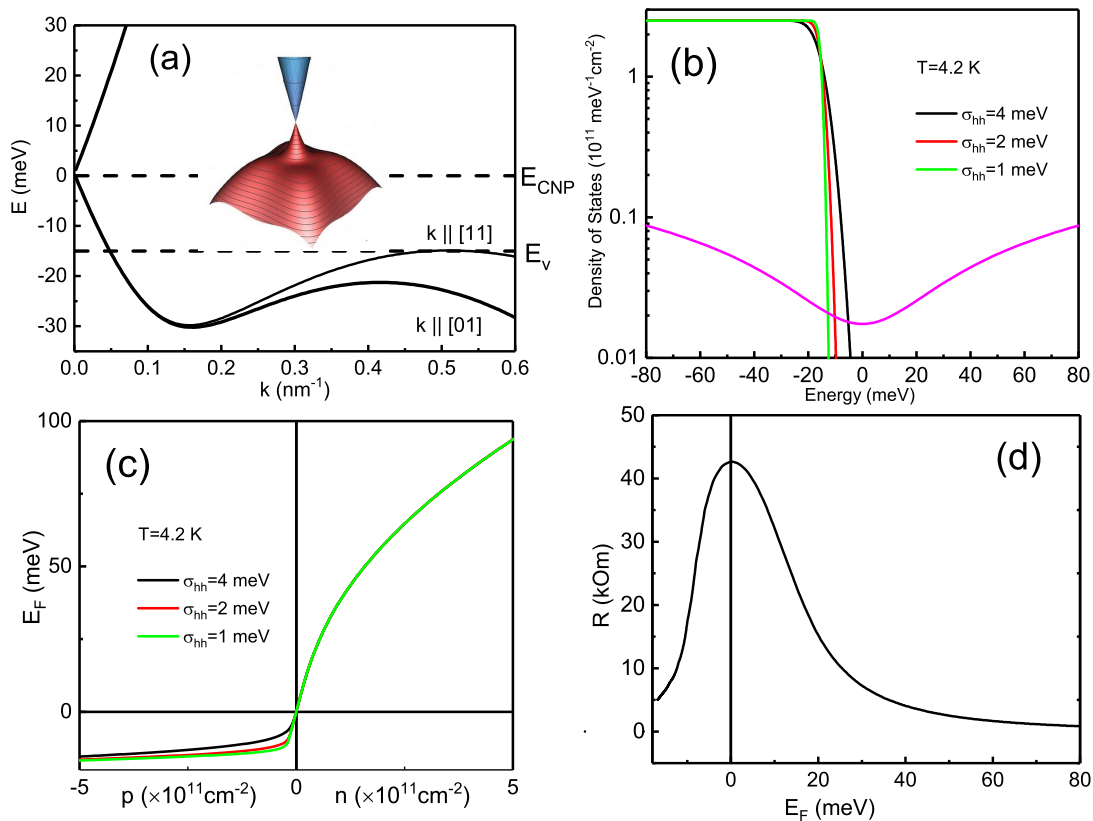 (a)
30
20
10
0
-10
-20
-30
E (meV)
E_CNP
E_v
k || [11]
k || [01]
0.0 0.1 0.2 0.3 0.4 0.5 0.6
k (nm⁻¹)
(b)
T=4.2 K
σ_hh=4 meV
σ_hh=2 meV
σ_hh=1 meV
1
0.1
0.01
Density of States (10¹¹ meV⁻¹cm⁻²)
-80 -60 -40 -20 0 20 40 60 80
Energy (meV)
(c)
100
50
0
E_F (meV)
T=4.2 K
σ_hh=4 meV
σ_hh=2 meV
σ_hh=1 meV
-5 0 5
p (×10¹¹cm⁻²) n (×10¹¹cm⁻²)
(d)
50
40
30
20
10
0
R (kOm)
0 20 40 60 80
E_F (meV)